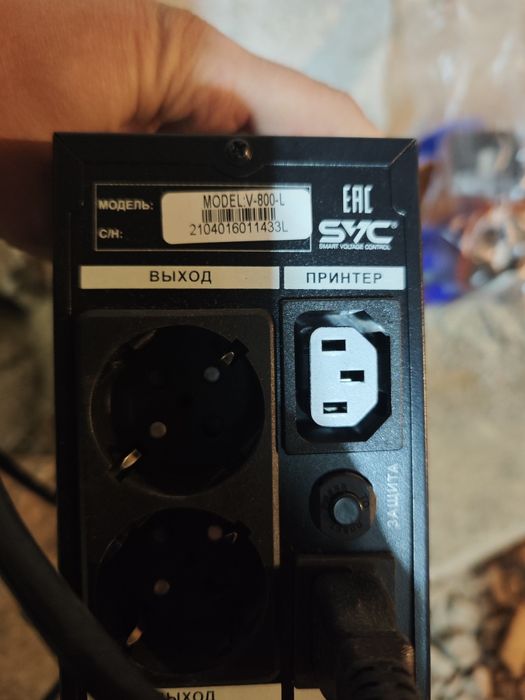 МОДЕЛЬ:
MODEL:V-800-L
С/Н:
2104016011433L
EAC
SVC
SMART VOLTAGE CONTROL
ВЫХОД
ПРИНТЕР
ЗАЩИТА
ВЫХОД